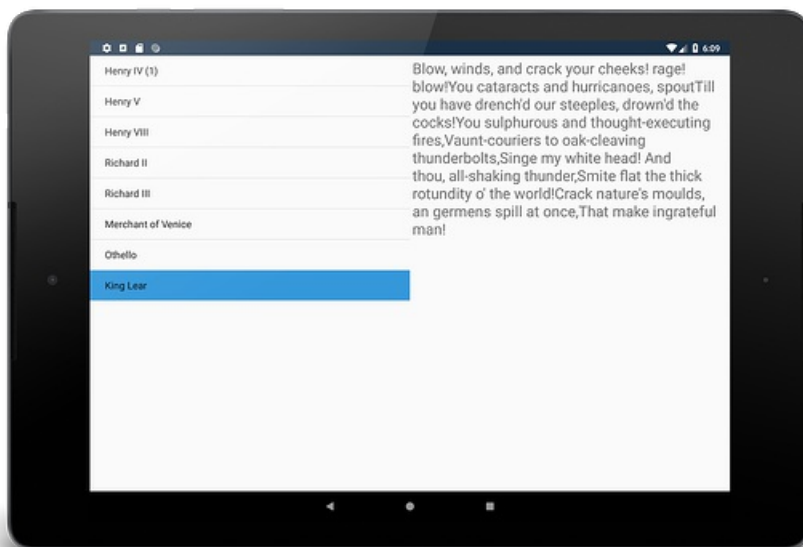 6:09
Henry IV (1)
Henry V
Henry VIII
Richard II
Richard III
Merchant of Venice
Othello
King Lear
Blow, winds, and crack your cheeks! rage!
blow!You cataracts and hurricanoes, spoutTill
you have drench'd our steeples, drown'd the
cocks!You sulphurous and thought-executing
fires,Vaunt-couriers to oak-cleaving
thunderbolts,Singe my white head! And
thou, all-shaking thunder,Smite flat the thick
rotundity o' the world!Crack nature's moulds,
an germens spill at once,That make ingrateful
man!